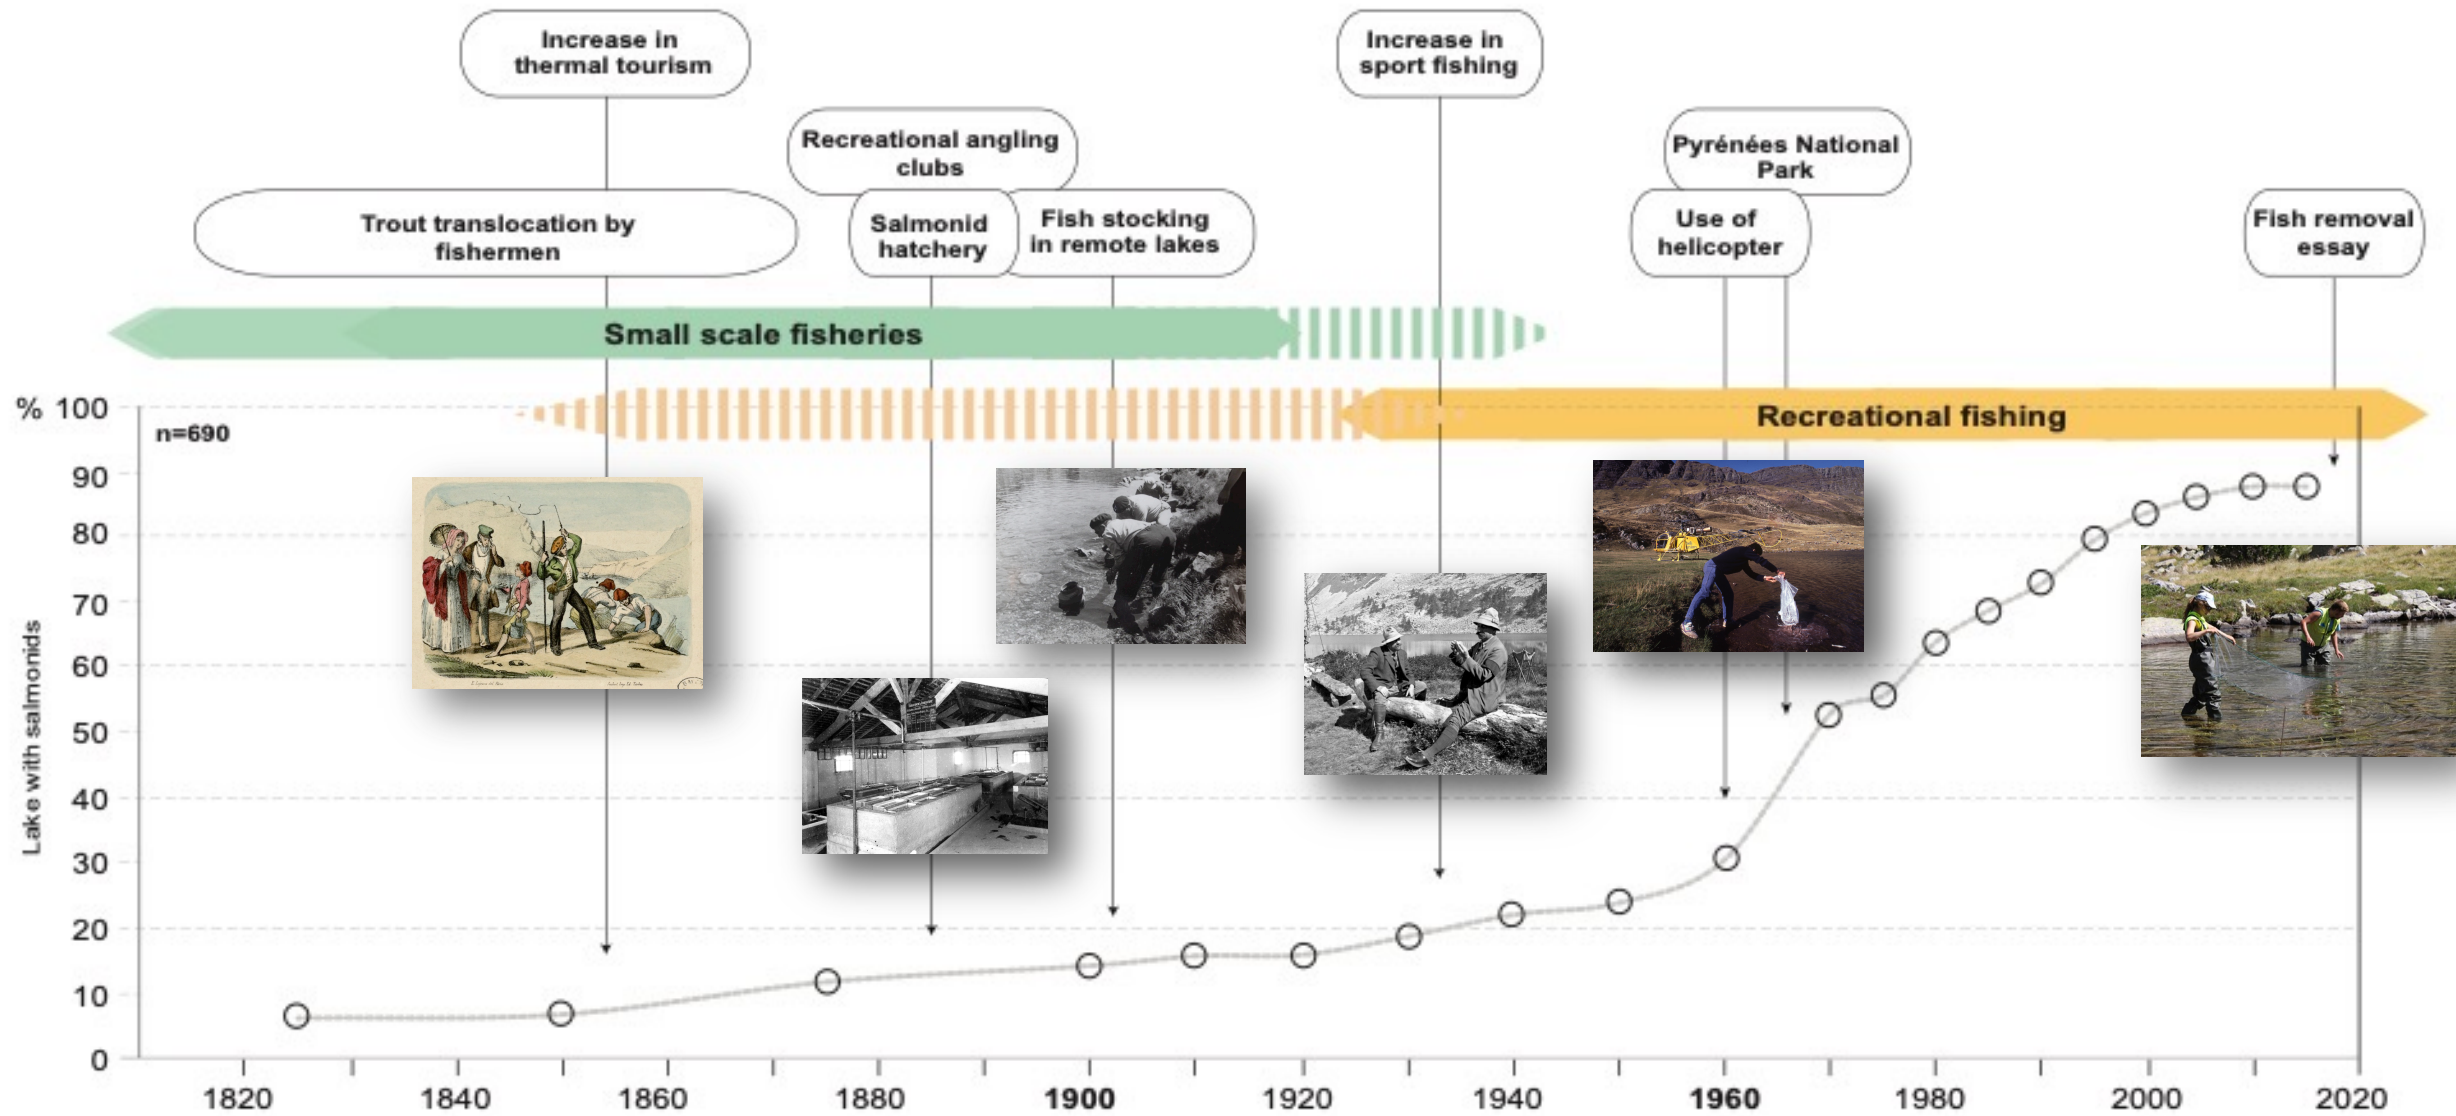 Increase in
thermal tourism
Increase in
sport fishing
Recreational angling
clubs
Pyrénées National
Park
Trout translocation by
fishermen
Salmonid
hatchery
Fish stocking
in remote lakes
Use of
helicopter
Fish removal
essay
Small scale fisheries
Recreational fishing
n=690
% 100
90
80
70
60
50
40
30
20
10
0
Lake with salmonids
1820
1840
1860
1880
1900
1920
1940
1960
1980
2000
2020